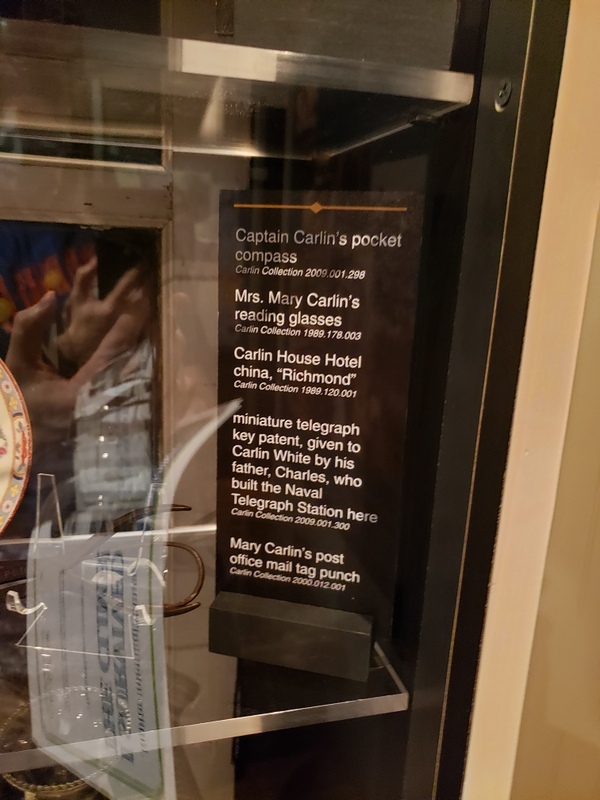 Captain Carlin's pocket
compass
Carlin Collection 2009.001.298
Mrs. Mary Carlin's
reading glasses
Carlin Collection 1989.178.003
Carlin House Hotel
china, "Richmond"
Carlin Collection 1989.120.001
miniature telegraph
key patent, given to
Carlin White by his
father, Charles, who
built the Naval
Telegraph Station here
Carlin Collection 2009.001.300
Mary Carlin's post
office mail tag punch
Carlin Collection 2000.012.001